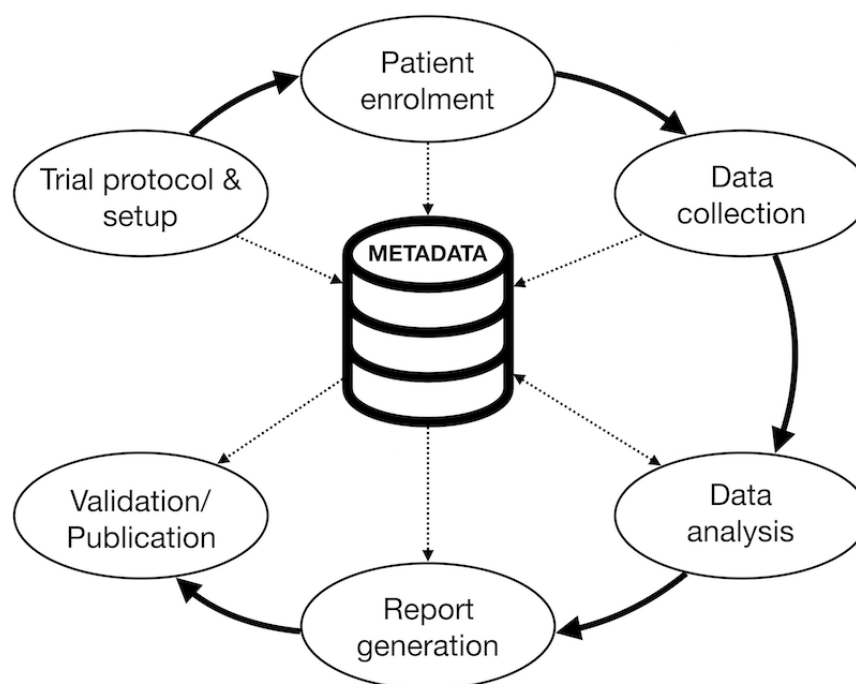 Patient
enrolment
Trial protocol &
setup
Data
collection
METADATA
Validation/
Publication
Data
analysis
Report
generation